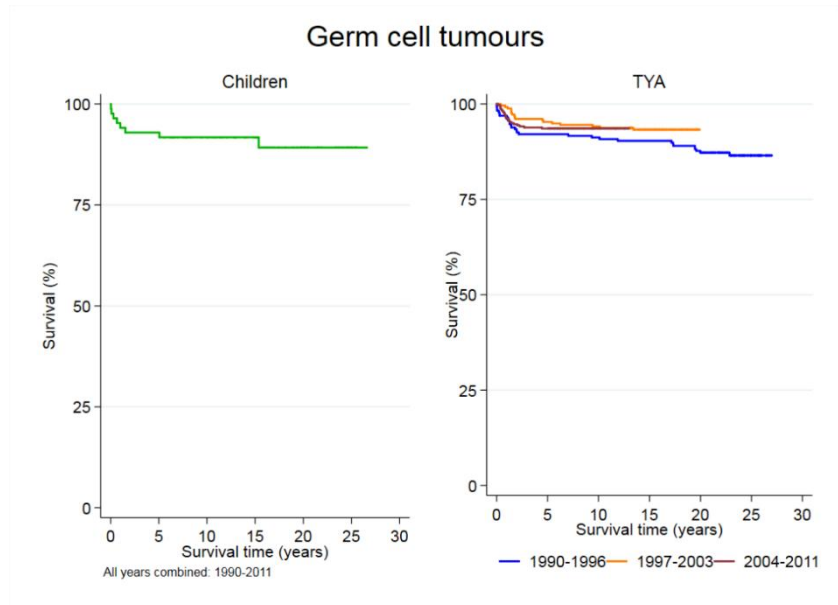 Germ cell tumours
Children
100
75
50
25
0
Survival (%)
0 5 10 15 20 25 30
Survival time (years)
All years combined: 1990-2011
TYA
100
75
50
25
0
Survival (%)
0 5 10 15 20 25 30
Survival time (years)
1990-1996 1997-2003 2004-2011